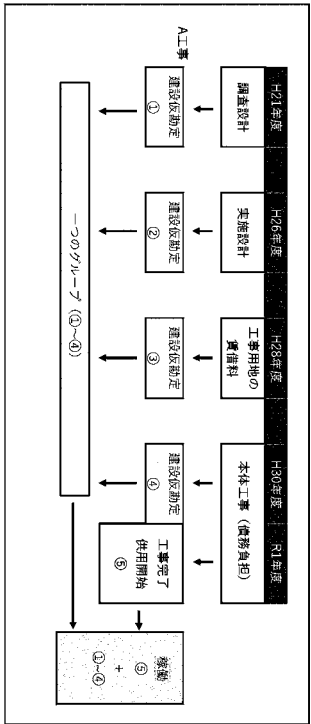 H21年度
H26年度
H28年度
H30年度
R1年度
調査設計
実施設計
工事用地の
賃借料
本体工事（債務負担）
A工事
建設仮勘定
①
建設仮勘定
②
建設仮勘定
③
建設仮勘定
④
工事完了
供用開始
⑤
一つのグループ（①～④）
稼働
⑤
+
①～④